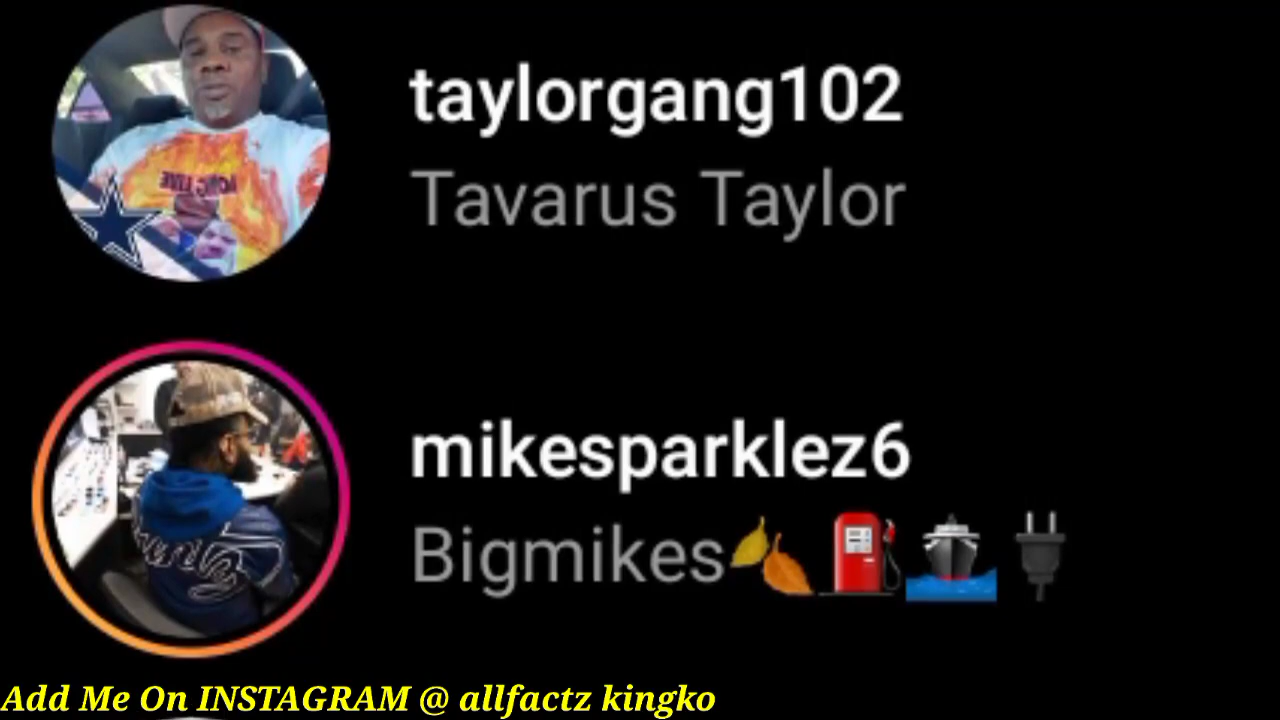 taylorgang102
Tavarus Taylor
mikesparklez6
Bigmikes🍂⛽🚢🔌
Add Me On INSTAGRAM @ allfactz kingko